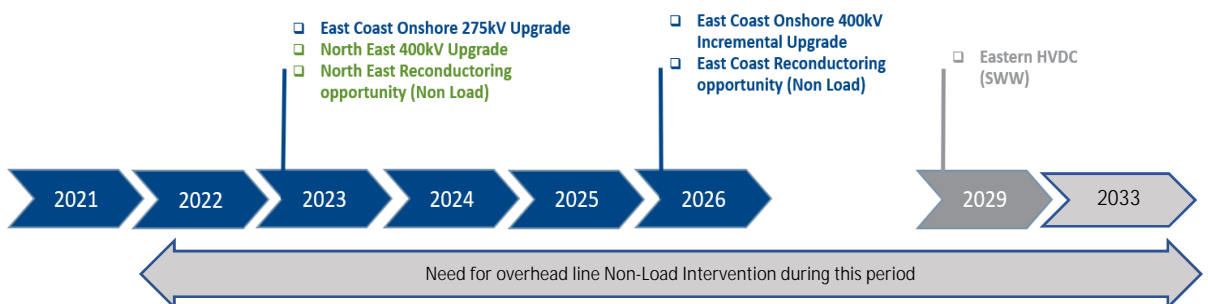 East Coast Onshore 275kV Upgrade
North East 400kV Upgrade
North East Reconductoring
opportunity (Non Load)
East Coast Onshore 400kV
Incremental Upgrade
East Coast Reconductoring
opportunity (Non Load)
Eastern HVDC
(SWW)
2021
2022
2023
2024
2025
2026
2029
2033
Need for overhead line Non-Load Intervention during this period